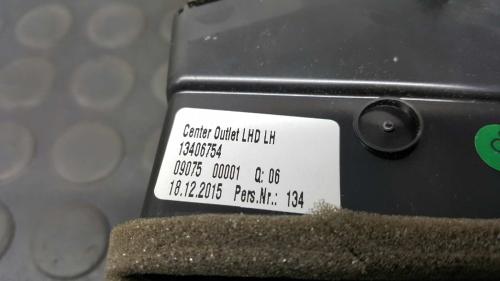 Center Outlet LHD LH
13406754
09075 00001 Q: 06
18.12.2015 Pers.Nr.: 134